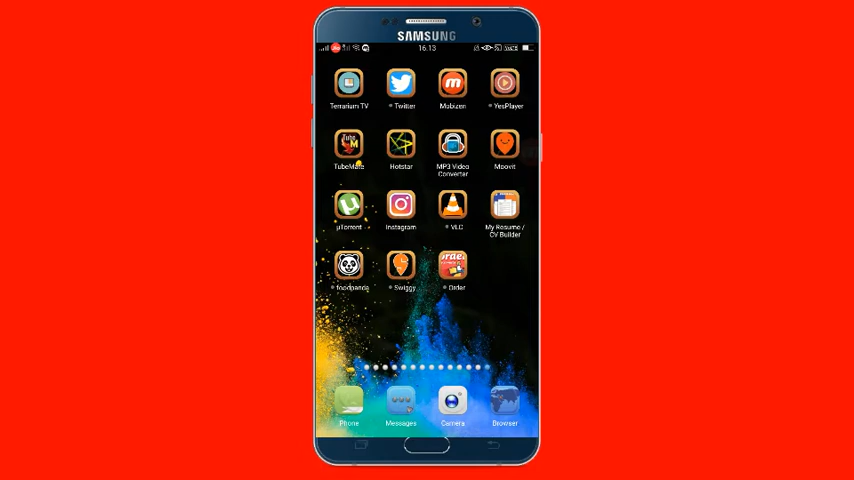 SAMSUNG
16.13
Terrarium TV
Twitter
Mobizen
YesPlayer
TubeMate
Hotstar
MP3 Video
Converter
Moovit
µTorrent
Instagram
VLC
My Resume /
CV Builder
foodpanda
Swiggy
Order
Phone
Messages
Camera
Browser